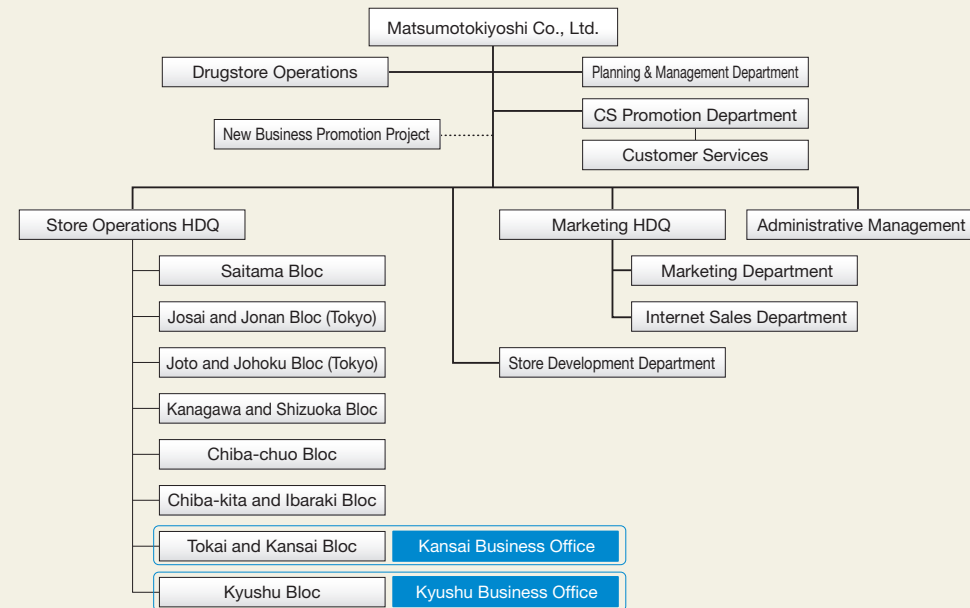 Matsumotokiyoshi Co., Ltd.
Drugstore Operations
Planning & Management Department
CS Promotion Department
New Business Promotion Project
Customer Services
Store Operations HDQ
Marketing HDQ
Administrative Management
Saitama Bloc
Marketing Department
Josai and Jonan Bloc (Tokyo)
Internet Sales Department
Joto and Johoku Bloc (Tokyo)
Store Development Department
Kanagawa and Shizuoka Bloc
Chiba-chuo Bloc
Chiba-kita and Ibaraki Bloc
Tokai and Kansai Bloc
Kansai Business Office
Kyushu Bloc
Kyushu Business Office